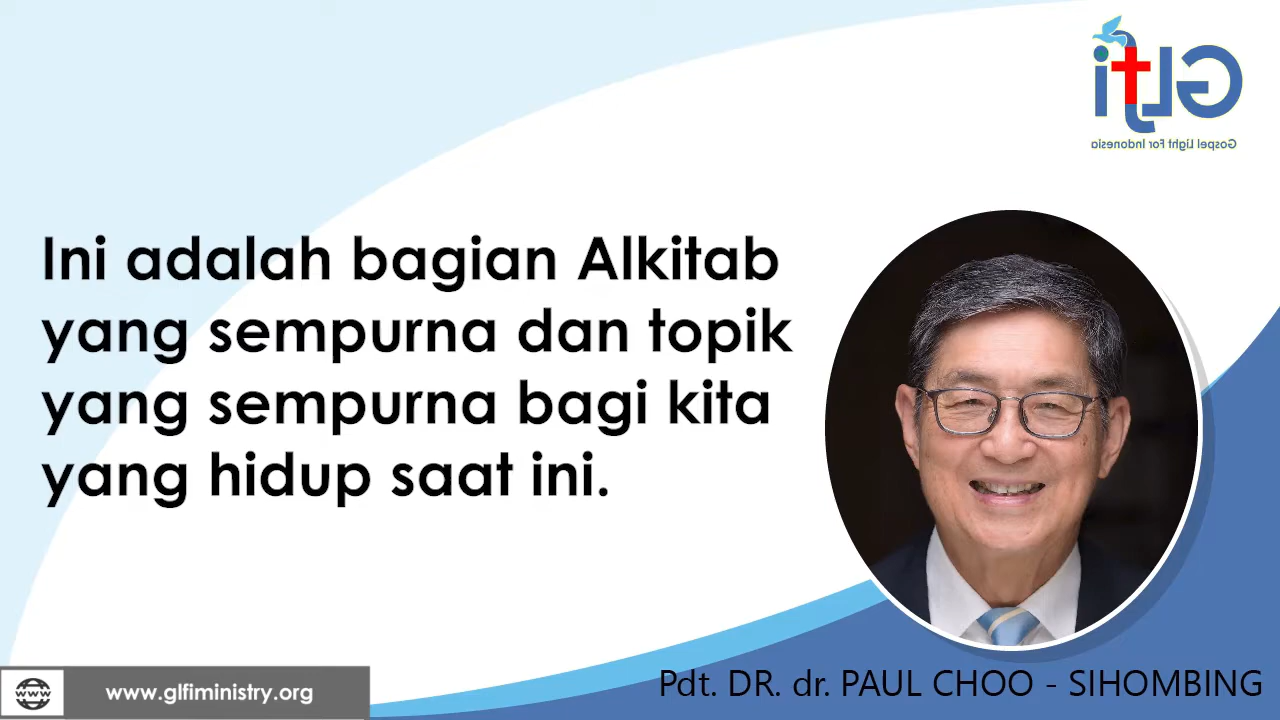 GLfi
Gospel Light For Indonesia
Ini adalah bagian Alkitab
yang sempurna dan topik
yang sempurna bagi kita
yang hidup saat ini.
www
www.glfiministry.org
Pdt. DR. dr. PAUL CHOO - SIHOMBING